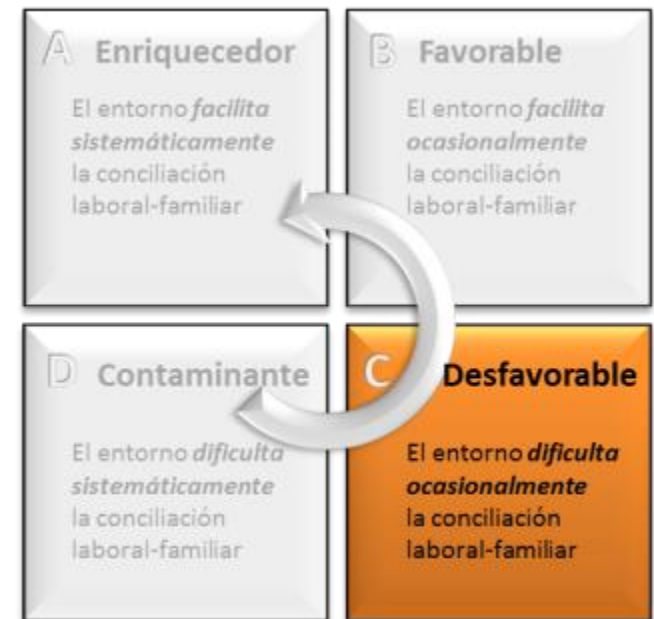 A Enriquecedor
El entorno facilita
sistemáticamente
la conciliación
laboral-familiar
B Favorable
El entorno facilita
ocasionalmente
la conciliación
laboral-familiar
D Contaminante
El entorno dificulta
sistemáticamente
la conciliación
laboral-familiar
C Desfavorable
El entorno dificulta
ocasionalmente
la conciliación
laboral-familiar